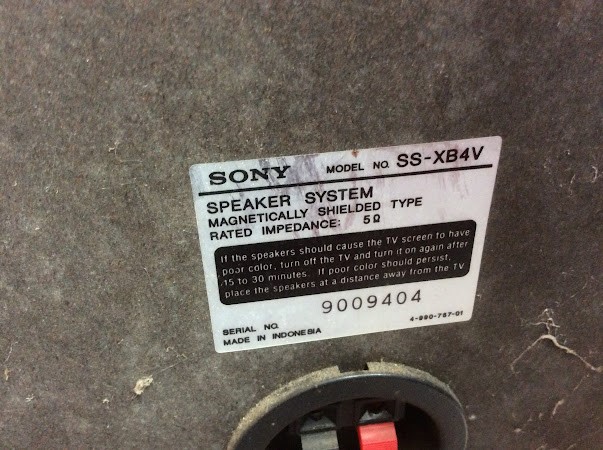 SONY MODEL NO. SS-XB4V
SPEAKER SYSTEM
MAGNETICALLY SHIELDED TYPE
RATED IMPEDANCE: 5Ω
If the speakers should cause the TV screen to have
poor color, turn off the TV and turn it on again after
15 to 30 minutes. If poor color should persist,
place the speakers at a distance away from the TV
9009404
SERIAL NO.
MADE IN INDONESIA 4-990-787-01